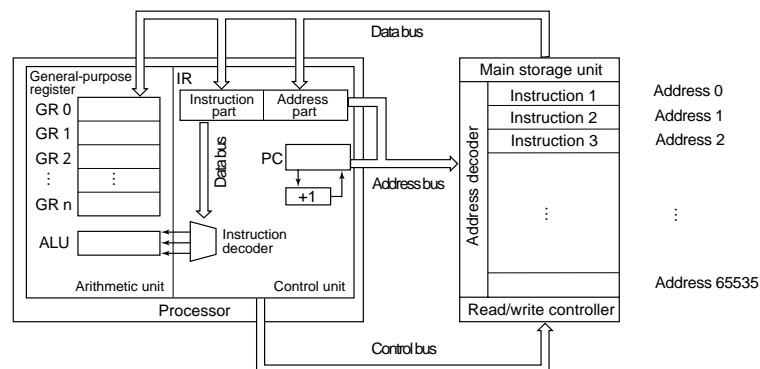 Data bus
General-purpose
register
GR 0
GR 1
GR 2
⋮
GR n
ALU
Arithmetic unit
IR
Instruction
part
Address
part
Data bus
PC
+1
Instruction
decoder
Control unit
Processor
Address bus
Control bus
Main storage unit
Address decoder
Instruction 1
Instruction 2
Instruction 3
Read/write controller
Address 0
Address 1
Address 2
Address 65535